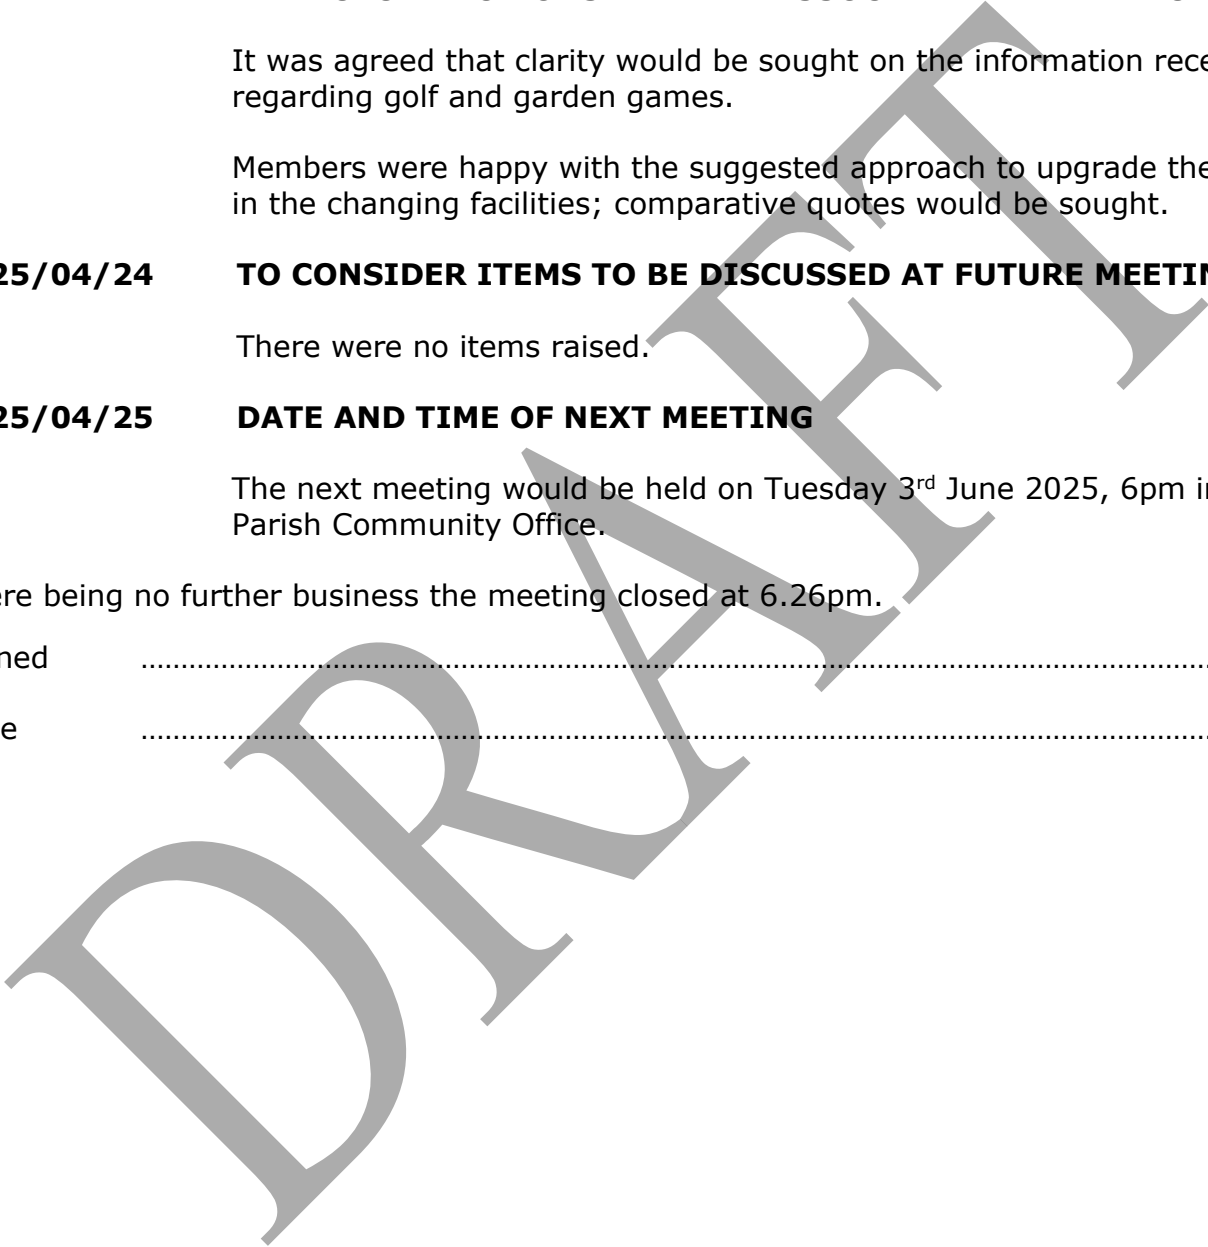 It was agreed that clarity would be sought on the information rece
regarding golf and garden games.
Members were happy with the suggested approach to upgrade the
in the changing facilities; comparative quotes would be sought.
25/04/24 TO CONSIDER ITEMS TO BE DISCUSSED AT FUTURE MEETIN
There were no items raised.
25/04/25 DATE AND TIME OF NEXT MEETING
The next meeting would be held on Tuesday 3rd June 2025, 6pm in
Parish Community Office.
ere being no further business the meeting closed at 6.26pm.
ned ........................................................................................................................
e ........................................................................................................................
DRAFT